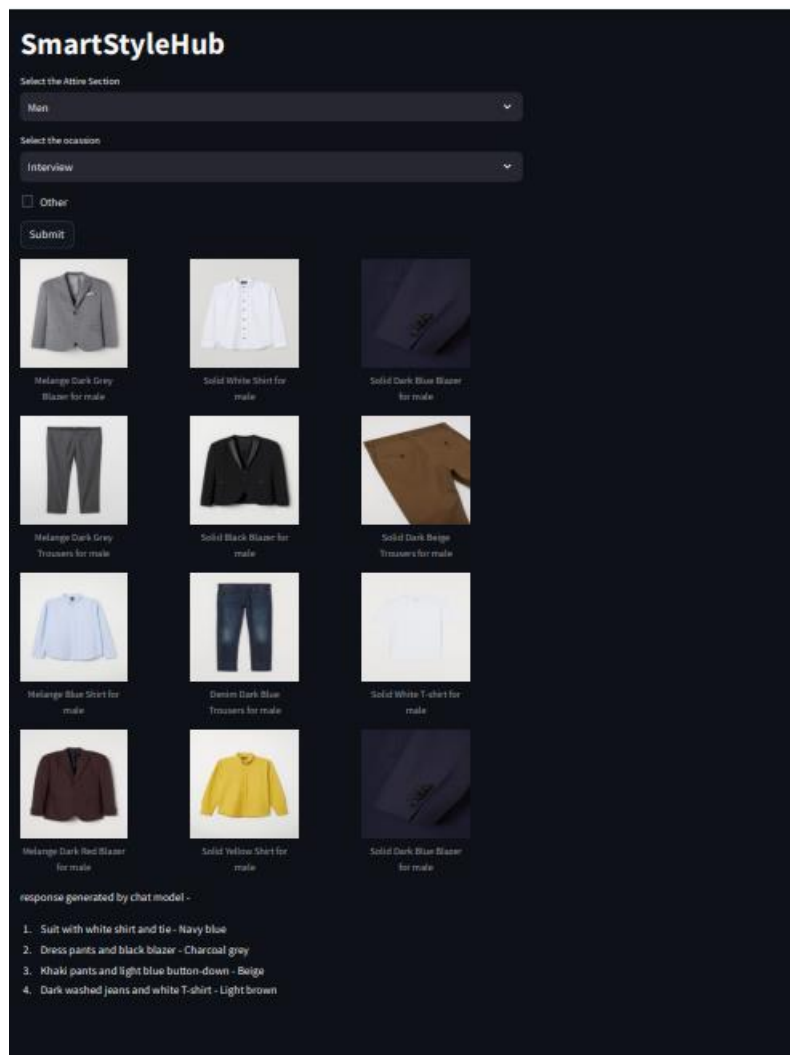 SmartStyleHub
Select the Attire Section
Men
Select the ocassion
Interview
Other
Submit
Melange Dark Grey
Blazer for male
Solid White Shirt for
male
Solid Dark Blue Blazer
for male
Melange Dark Grey
Trousers for male
Solid Black Blazer for
male
Solid Dark Beige
Trousers for male
Melange Blue Shirt for
male
Denim Dark Blue
Trousers for male
Solid White T-shirt for
male
Melange Dark Red Blazer
for male
Solid Yellow Shirt for
male
Solid Dark Blue Blazer
for male
response generated by chat model -
1. Suit with white shirt and tie - Navy blue
2. Dress pants and black blazer - Charcoal grey
3. Khaki pants and light blue button-down - Beige
4. Dark washed jeans and white T-shirt - Light brown